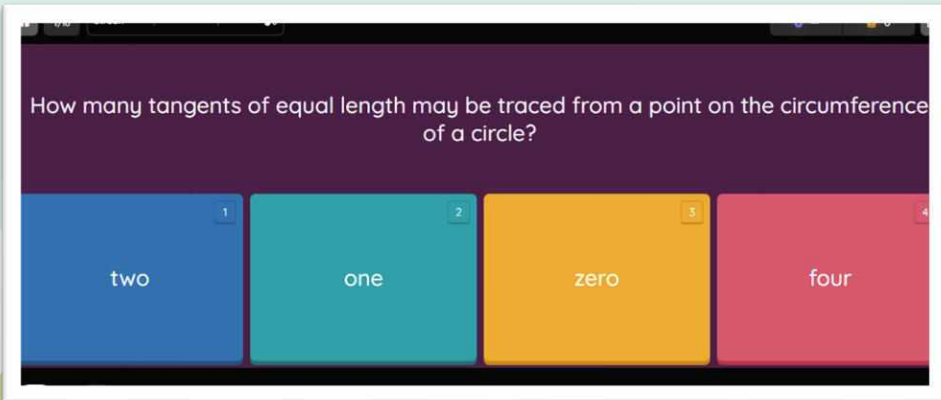 How many tangents of equal length may be traced from a point on the circumference
of a circle?
1
two
2
one
3
zero
4
four